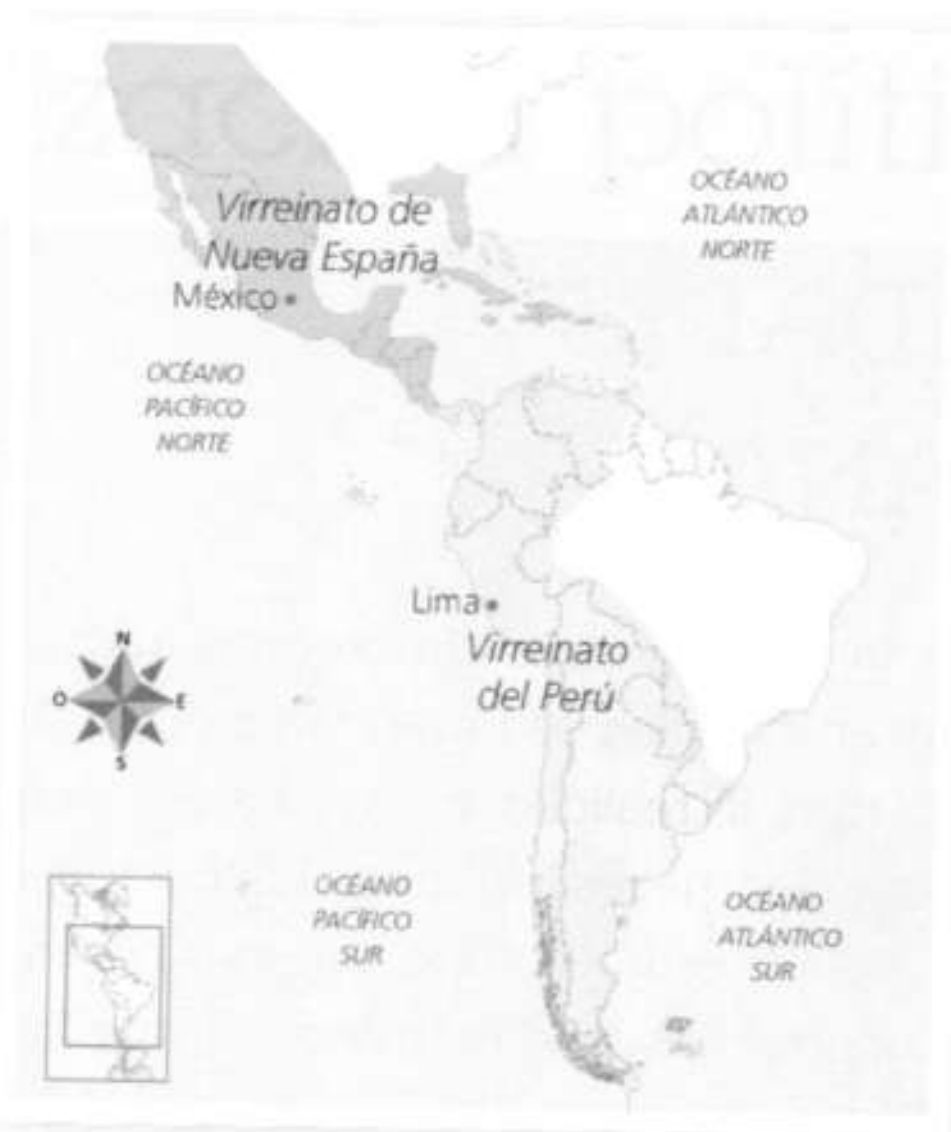 OCÉANO
ATLÁNTICO
NORTE
Virreinato de
Nueva España
México
OCÉANO
PACÍFICO
NORTE
Lima
Virreinato
del Perú
N
O
E
S
OCÉANO
PACÍFICO
SUR
OCÉANO
ATLÁNTICO
SUR